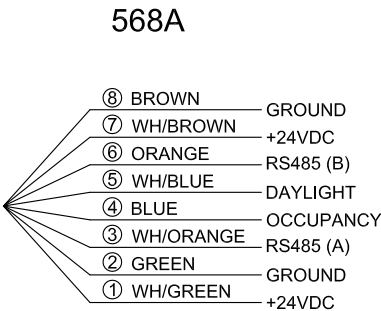 568A
⑧ BROWN GROUND
⑦ WH/BROWN +24VDC
⑥ ORANGE RS485 (B)
⑤ WH/BLUE DAYLIGHT
④ BLUE OCCUPANCY
③ WH/ORANGE RS485 (A)
② GREEN GROUND
① WH/GREEN +24VDC